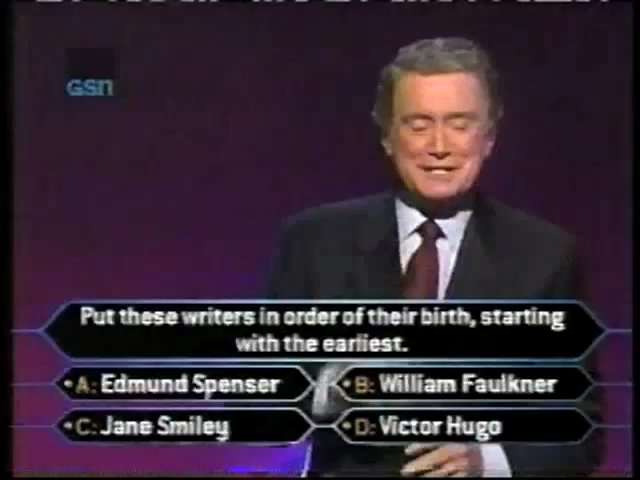 GSN
Put these writers in order of their birth, starting
with the earliest.
A: Edmund Spenser
B: William Faulkner
C: Jane Smiley
D: Victor Hugo